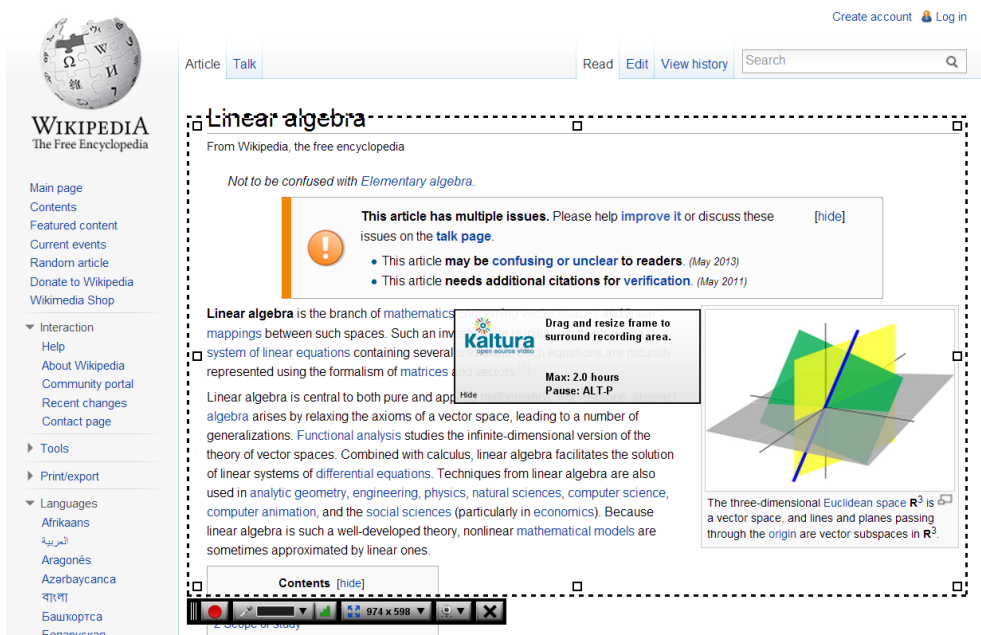 Create account Log in
WIKIPEDIA
The Free Encyclopedia
Article Talk Read Edit View history Search
Linear algebra
From Wikipedia, the free encyclopedia
Not to be confused with Elementary algebra.
This article has multiple issues. Please help improve it or discuss these [hide]
issues on the talk page.
This article may be confusing or unclear to readers. (May 2013)
This article needs additional citations for verification. (May 2011)
Main page
Contents
Featured content
Current events
Random article
Donate to Wikipedia
Wikimedia Shop
Interaction
Help
About Wikipedia
Community portal
Recent changes
Contact page
Tools
Print/export
Languages
Afrikaans
العربية
Aragonés
Azərbaycanca
বাংলা
Башкортса
Беларуская
Linear algebra is the branch of mathematics
mappings between such spaces. Such an
system of linear equations containing several equations are naturally
represented using the formalism of matrices and vectors.[1]
Linear algebra is central to both pure and
algebra arises by relaxing the axioms of a vector space, leading to a number of
generalizations. Functional analysis studies the infinite-dimensional version of the
theory of vector spaces. Combined with calculus, linear algebra facilitates the solution
of linear systems of differential equations. Techniques from linear algebra are also
used in analytic geometry, engineering, physics, natural sciences, computer science,
computer animation, and the social sciences (particularly in economics). Because
linear algebra is such a well-developed theory, nonlinear mathematical models are
sometimes approximated by linear ones.
Kaltura
open source video
Hide
Drag and resize frame to
surround recording area.
Max: 2.0 hours
Pause: ALT-P
The three-dimensional Euclidean space R3 is
a vector space, and lines and planes passing
through the origin are vector subspaces in R3.
Contents [hide]
974 x 598
2 Scope of study